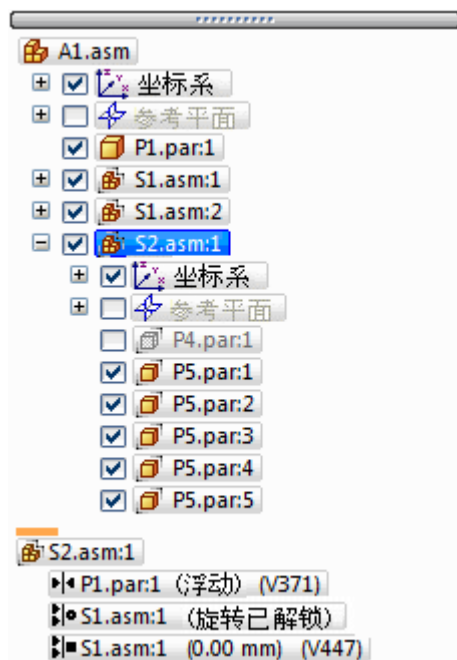 A1.asm
坐标系
参考平面
P1.par:1
S1.asm:1
S1.asm:2
S2.asm:1
坐标系
参考平面
P4.par:1
P5.par:1
P5.par:2
P5.par:3
P5.par:4
P5.par:5
S2.asm:1
P1.par:1 (浮动) (V371)
S1.asm:1 (旋转已解锁)
S1.asm:1 (0.00 mm) (V447)